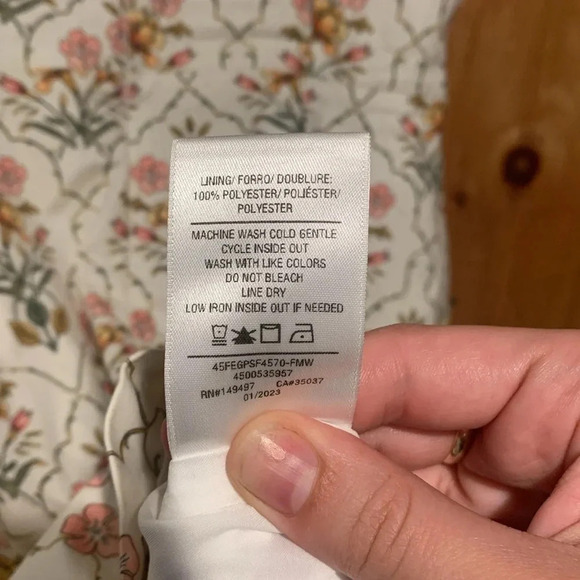 LINING/ FORRO/ DOUBLURE:
100% POLYESTER/ POLIÉSTER/
POLYESTER
MACHINE WASH COLD GENTLE
CYCLE INSIDE OUT
WASH WITH LIKE COLORS
DO NOT BLEACH
LINE DRY
LOW IRON INSIDE OUT IF NEEDED
45FEGPSF4570-FMW
4500535957
RN#149497 CA#35037
01/2023